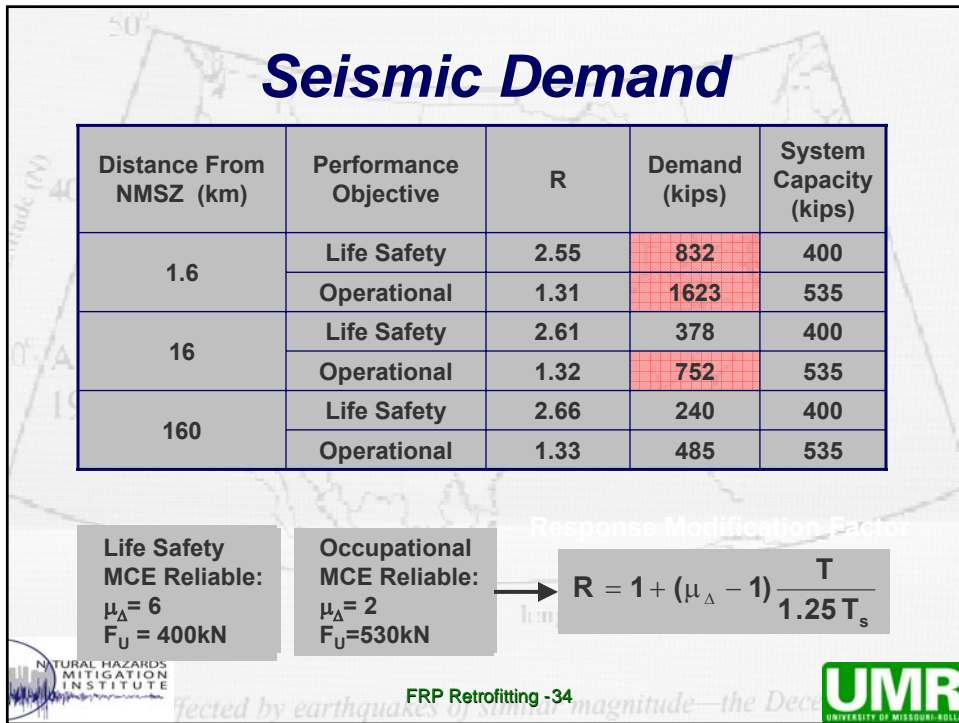 50°
Seismic Demand
Distance From NMSZ (km) Performance Objective R Demand (kips) System Capacity (kips)
1.6 Life Safety 2.55 832 400
Operational 1.31 1623 535
16 Life Safety 2.61 378 400
Operational 1.32 752 535
160 Life Safety 2.66 240 400
Operational 1.33 485 535
Response Modification Factor
Life Safety
MCE Reliable:
μΔ= 6
FU = 400kN
Occupational
MCE Reliable:
μΔ= 2
FU=530kN
R = 1 + (μΔ − 1) T / 1.25 Ts
NATURAL HAZARDS
MITIGATION
INSTITUTE
FRP Retrofitting -34
fected by earthquakes of similar magnitude—the Dece
UMR
UNIVERSITY OF MISSOURI-ROLL